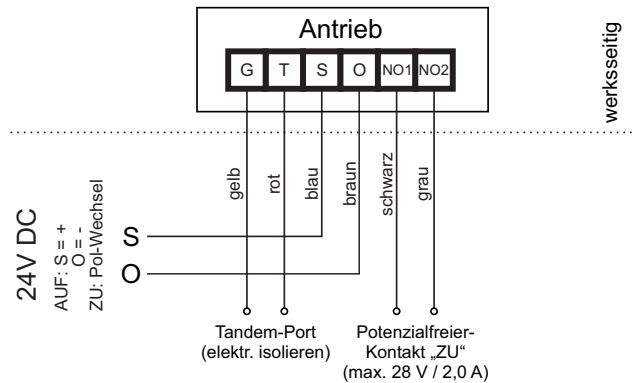 Antrieb
G T S O NO1 NO2
werksseitig
gelb
rot
blau
braun
schwarz
grau
24V DC
AUF: S = +
O = -
ZU: Pol-Wechsel
S
O
Tandem-Port
(elektr. isolieren)
Potenzialfreier-
Kontakt „ZU“
(max. 28 V / 2,0 A)